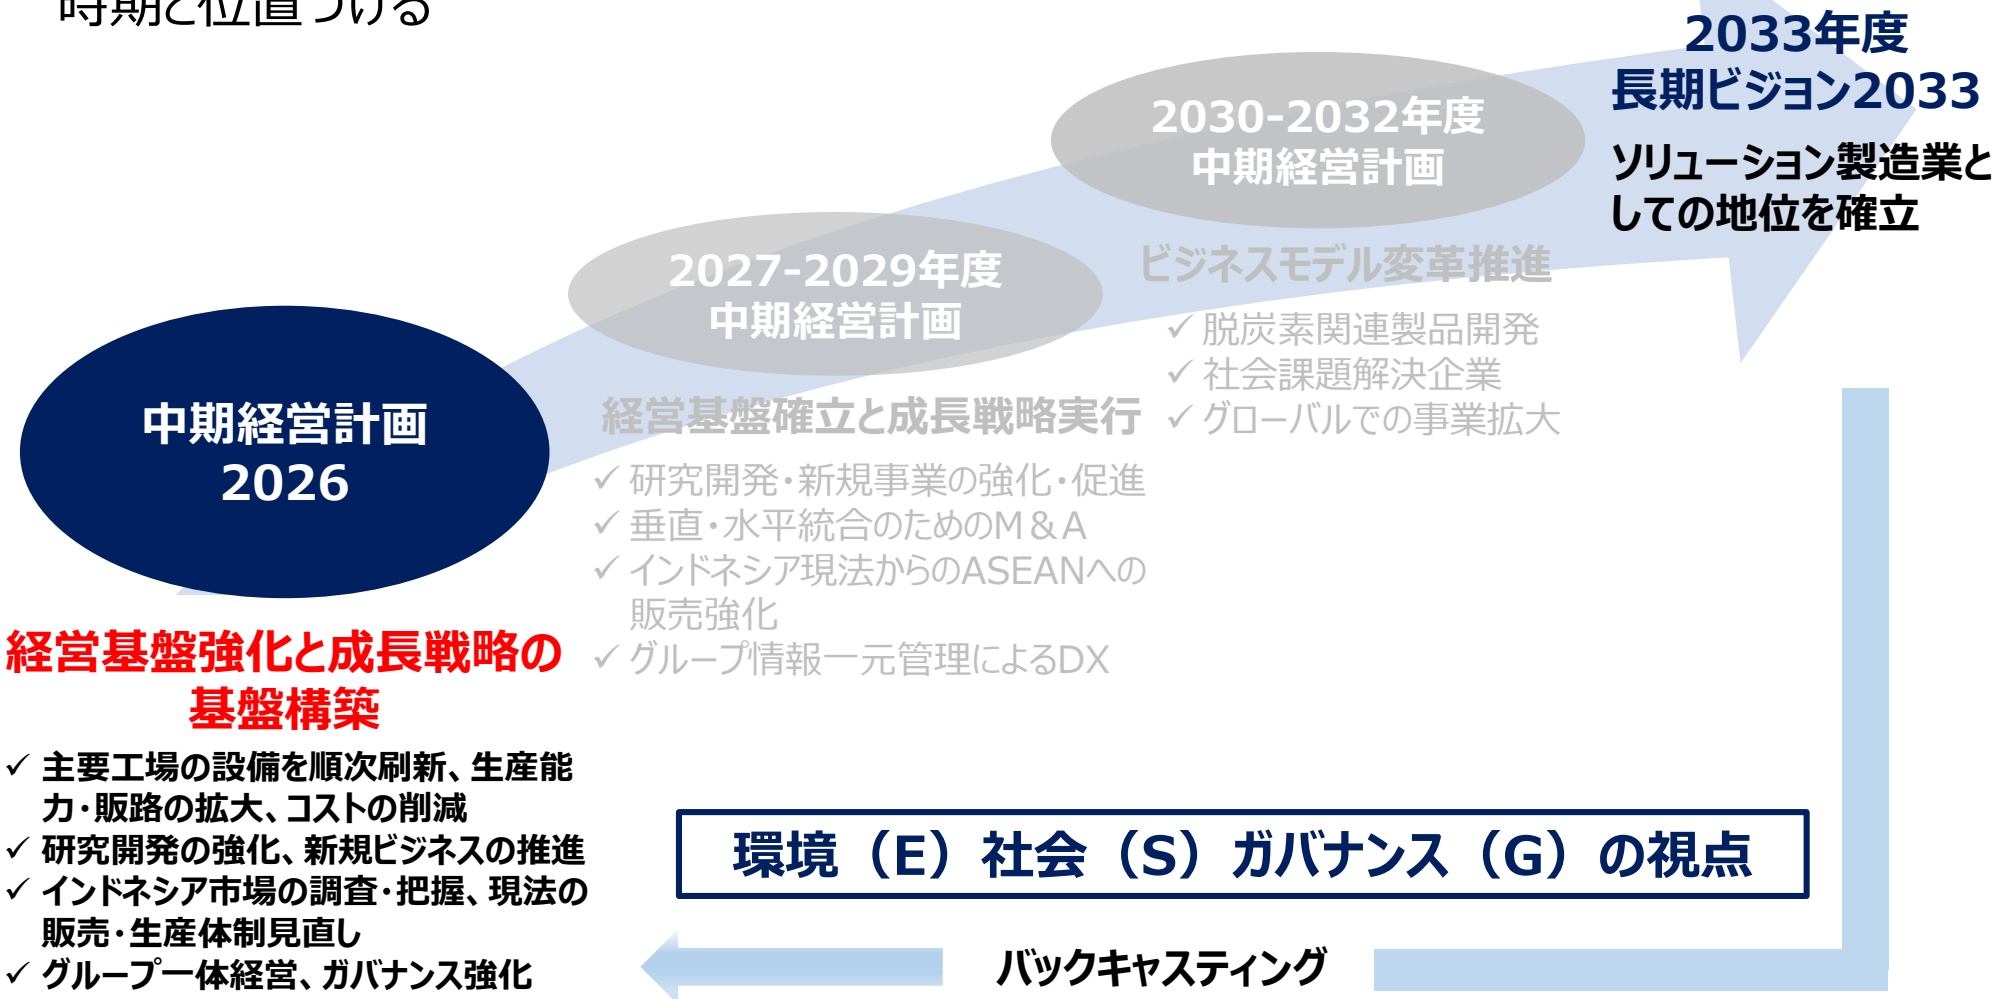 時期と位置づける
2033年度
長期ビジョン2033
ソリューション製造業と
しての地位を確立
2030-2032年度
中期経営計画
ビジネスモデル変革推進
✓ 脱炭素関連製品開発
✓ 社会課題解決企業
✓ グローバルでの事業拡大
2027-2029年度
中期経営計画
経営基盤確立と成長戦略実行
✓ 研究開発・新規事業の強化・促進
✓ 垂直・水平統合のためのM&A
✓ インドネシア現法からのASEANへの
販売強化
✓ グループ情報一元管理によるDX
中期経営計画
2026
経営基盤強化と成長戦略の
基盤構築
✓ 主要工場の設備を順次刷新、生産能
力・販路の拡大、コストの削減
✓ 研究開発の強化、新規ビジネスの推進
✓ インドネシア市場の調査・把握、現法の
販売・生産体制見直し
✓ グループ一体経営、ガバナンス強化
環境（E）社会（S）ガバナンス（G）の視点
バックキャスティング